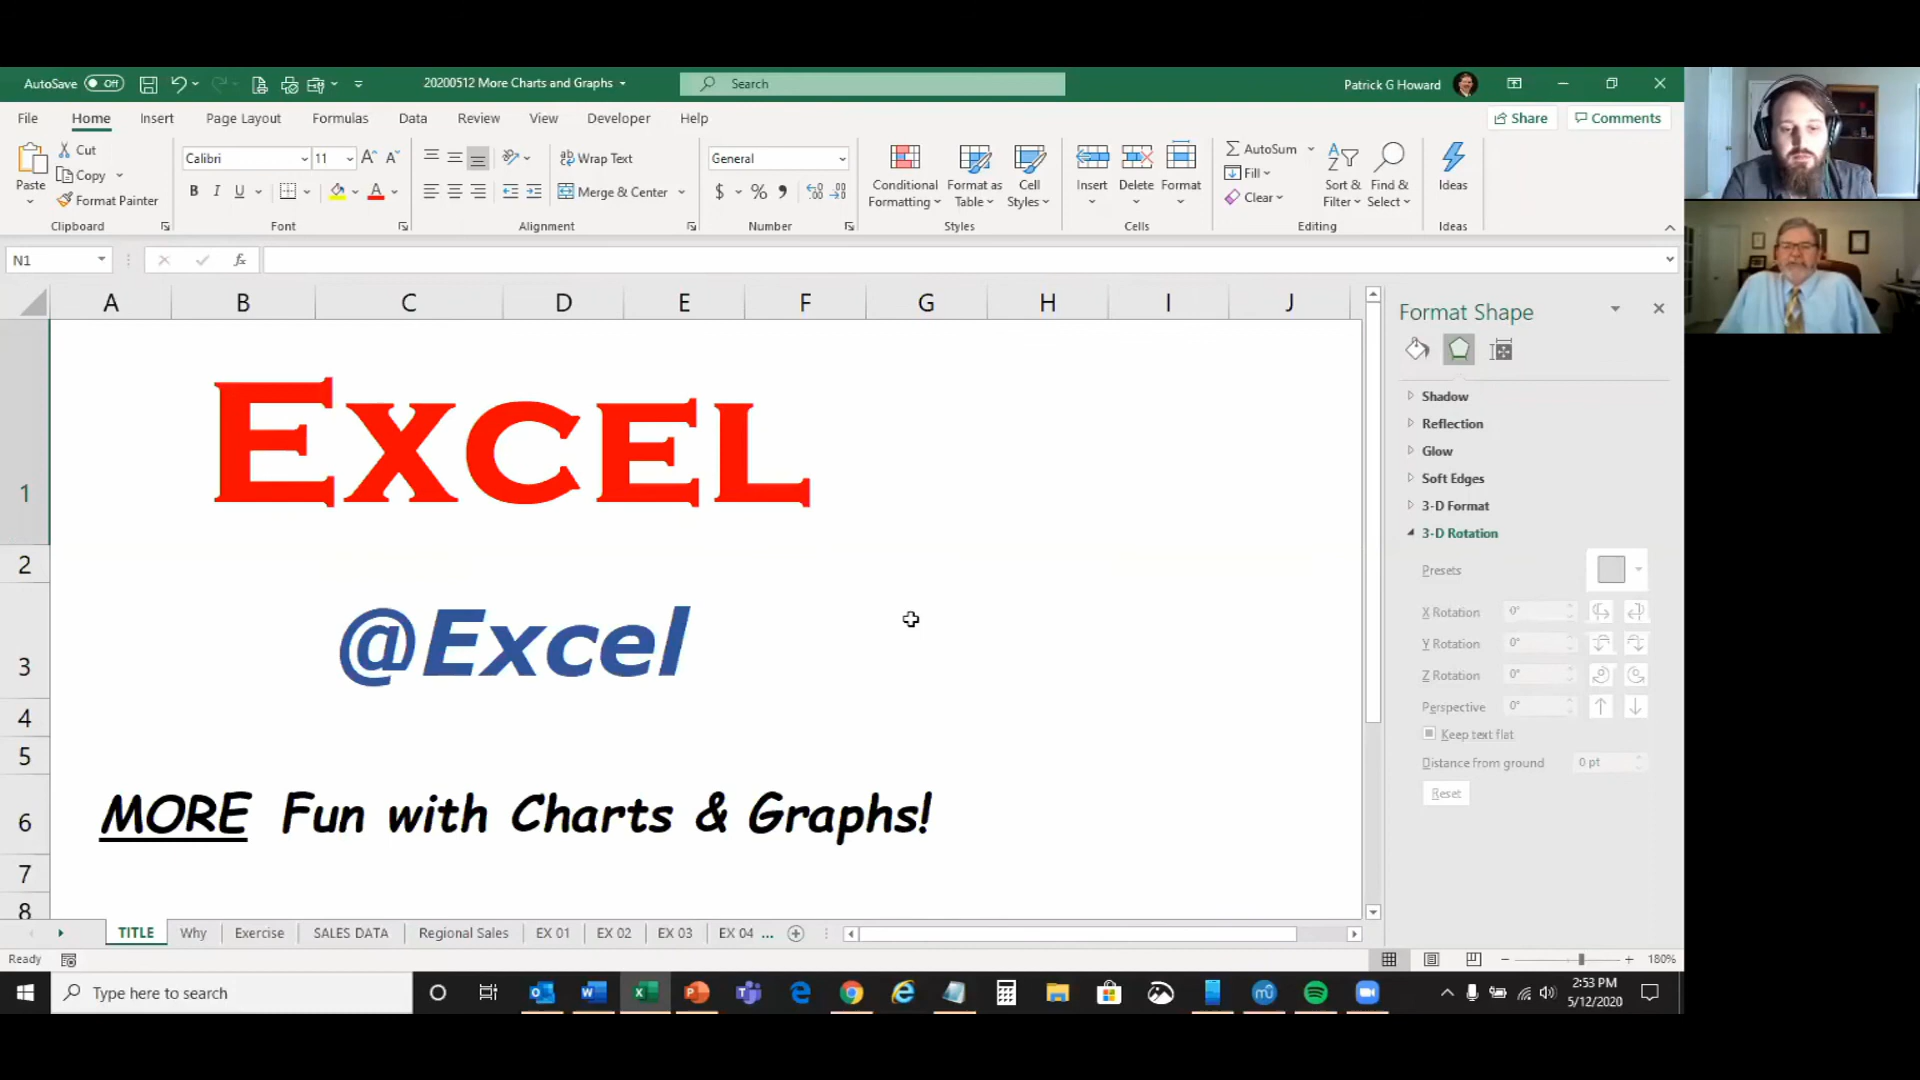 AutoSave Off 20200512 More Charts and Graphs Search Patrick G Howard
File Home Insert Page Layout Formulas Data Review View Developer Help Share Comments
Paste Cut Copy Format Painter Clipboard
Calibri 11 B I U A Font
Wrap Text Merge & Center Alignment
General $ % Number
Conditional Formatting Format as Table Cell Styles Styles
Insert Delete Format Cells
AutoSum Fill Clear Sort & Filter Find & Select Editing
Ideas Ideas
N1 fx
A B C D E F G H I J
1
2
3
4
5
6
7
8
EXCEL
@Excel
MORE Fun with Charts & Graphs!
Format Shape
Shadow
Reflection
Glow
Soft Edges
3-D Format
3-D Rotation
Presets
X Rotation 0°
Y Rotation 0°
Z Rotation 0°
Perspective 0°
Keep text flat
Distance from ground 0 pt
Reset
TITLE Why Exercise SALES DATA Regional Sales EX 01 EX 02 EX 03 EX 04 ...
Ready 180%
Type here to search 2:53 PM
5/12/2020